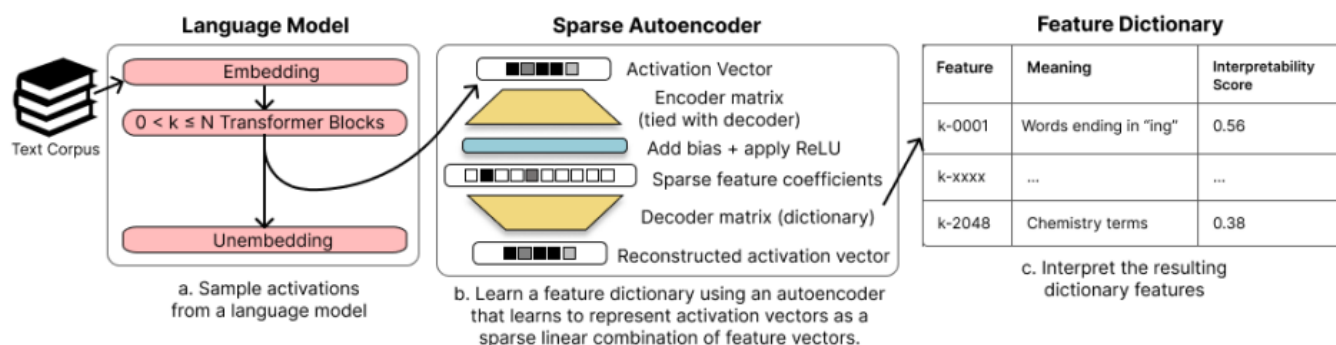 Language Model
Text Corpus
Embedding
0 < k ≤ N Transformer Blocks
Unembedding
a. Sample activations
from a language model
Sparse Autoencoder
Activation Vector
Encoder matrix
(tied with decoder)
Add bias + apply ReLU
Sparse feature coefficients
Decoder matrix (dictionary)
Reconstructed activation vector
b. Learn a feature dictionary using an autoencoder
that learns to represent activation vectors as a
sparse linear combination of feature vectors.
Feature Dictionary
Feature Meaning Interpretability
Score
k-0001 Words ending in “ing” 0.56
k-xxxx ... ...
k-2048 Chemistry terms 0.38
c. Interpret the resulting
dictionary features